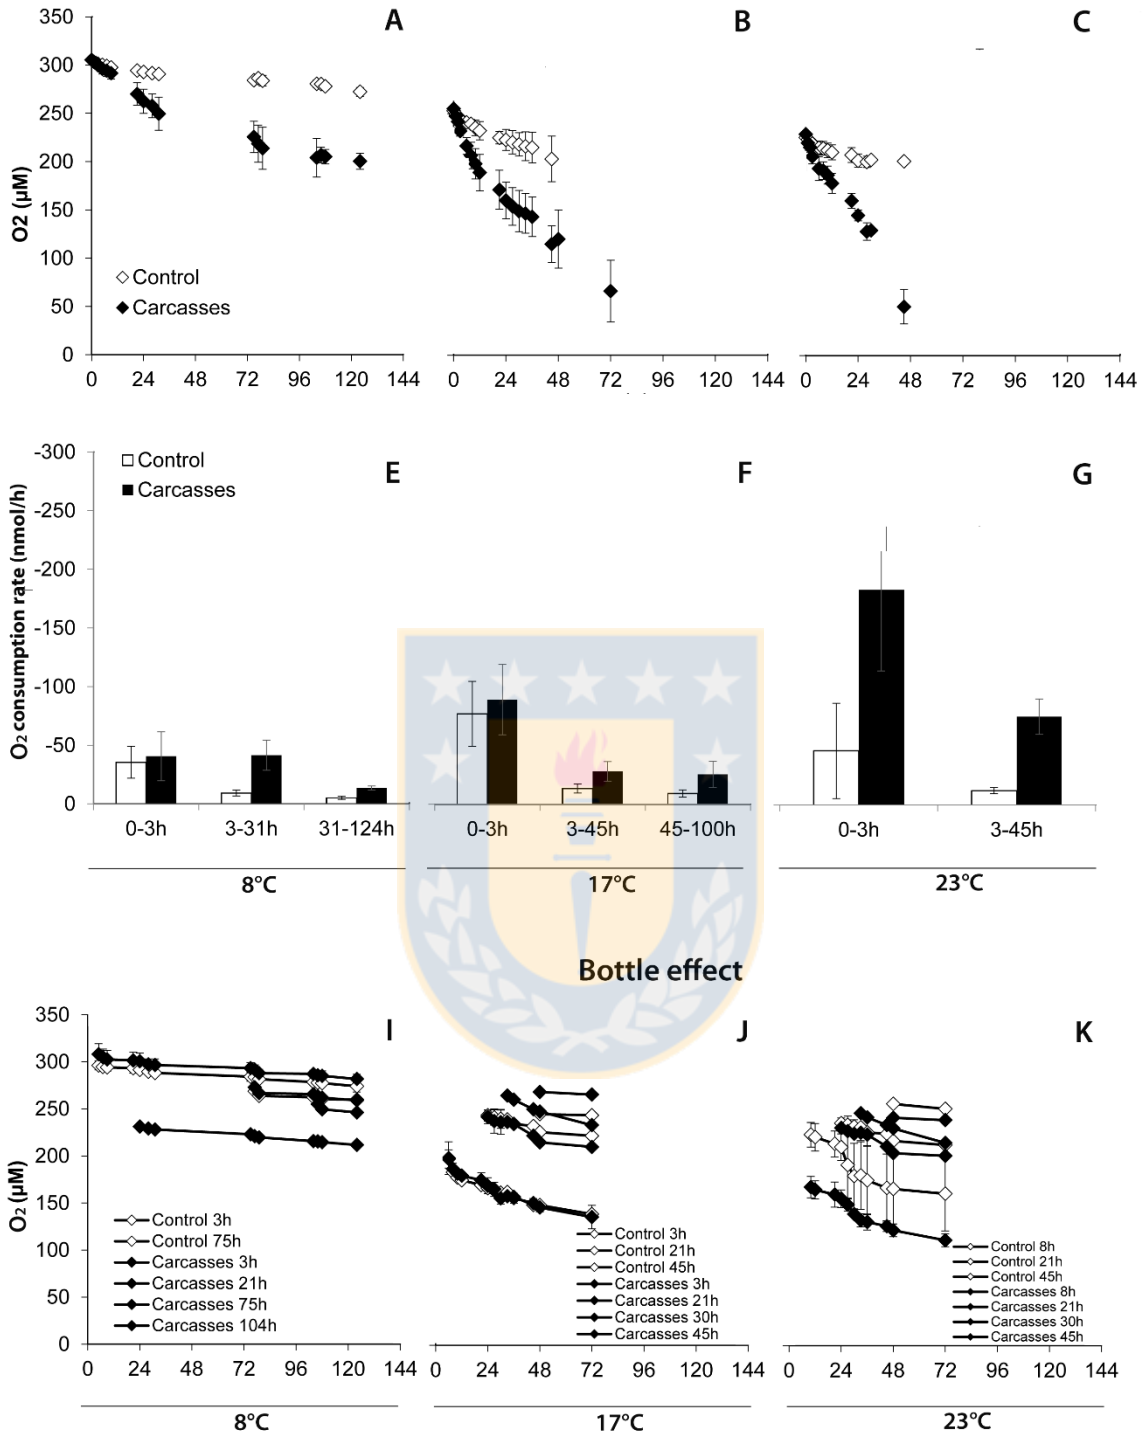 A B C
350
300
250
200
150
100
50
0
O2 (µM)
Control
Carcasses
0 24 48 72 96 120 144
0 24 48 72 96 120 144
0 24 48 72 96 120 144
E F G
-300
-250
-200
-150
-100
-50
0
O2 consumption rate (nmol/h)
Control
Carcasses
0-3h 3-31h 31-124h
0-3h 3-45h 45-100h
0-3h 3-45h
8°C 17°C 23°C
Bottle effect
I J K
350
300
250
200
150
100
50
0
O2 (µM)
Control 3h
Control 75h
Carcasses 3h
Carcasses 21h
Carcasses 75h
Carcasses 104h
Control 3h
Control 21h
Control 45h
Carcasses 3h
Carcasses 21h
Carcasses 30h
Carcasses 45h
Control 8h
Control 21h
Control 45h
Carcasses 8h
Carcasses 21h
Carcasses 30h
Carcasses 45h
0 24 48 72 96 120 144
0 24 48 72 96 120 144
0 24 48 72 96 120 144
8°C 17°C 23°C